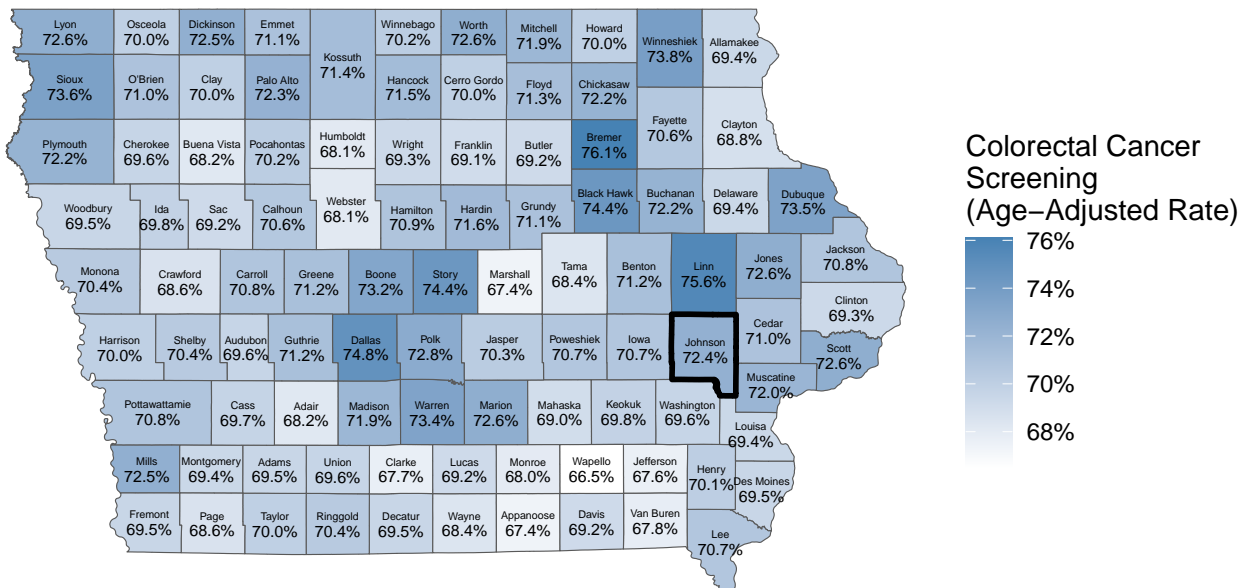 Lyon
72.6%
Osceola
70.0%
Dickinson
72.5%
Emmet
71.1%
Kossuth
71.4%
Winnebago
70.2%
Worth
72.6%
Mitchell
71.9%
Howard
70.0%
Winneshiek
73.8%
Allamakee
69.4%
Sioux
73.6%
O'Brien
71.0%
Clay
70.0%
Palo Alto
72.3%
Hancock
71.5%
Cerro Gordo
70.0%
Floyd
71.3%
Chickasaw
72.2%
Fayette
70.6%
Clayton
68.8%
Plymouth
72.2%
Cherokee
69.6%
Buena Vista
68.2%
Pocahontas
70.2%
Humboldt
68.1%
Wright
69.3%
Franklin
69.1%
Butler
69.2%
Bremer
76.1%
Woodbury
69.5%
Ida
69.8%
Sac
69.2%
Calhoun
70.6%
Webster
68.1%
Hamilton
70.9%
Hardin
71.6%
Grundy
71.1%
Black Hawk
74.4%
Buchanan
72.2%
Delaware
69.4%
Dubuque
73.5%
Monona
70.4%
Crawford
68.6%
Carroll
70.8%
Greene
71.2%
Boone
73.2%
Story
74.4%
Marshall
67.4%
Tama
68.4%
Benton
71.2%
Linn
75.6%
Jones
72.6%
Jackson
70.8%
Clinton
69.3%
Harrison
70.0%
Shelby
70.4%
Audubon
69.6%
Guthrie
71.2%
Dallas
74.8%
Polk
72.8%
Jasper
70.3%
Poweshiek
70.7%
Iowa
70.7%
Johnson
72.4%
Cedar
71.0%
Scott
72.6%
Muscatine
72.0%
Pottawattamie
70.8%
Cass
69.7%
Adair
68.2%
Madison
71.9%
Warren
73.4%
Marion
72.6%
Mahaska
69.0%
Keokuk
69.8%
Washington
69.6%
Louisa
69.4%
Mills
72.5%
Montgomery
69.4%
Adams
69.5%
Union
69.6%
Clarke
67.7%
Lucas
69.2%
Monroe
68.0%
Wapello
66.5%
Jefferson
67.6%
Henry
70.1%
Des Moines
69.5%
Fremont
69.5%
Page
68.6%
Taylor
70.0%
Ringgold
70.4%
Decatur
69.5%
Wayne
68.4%
Appanoose
67.4%
Davis
69.2%
Van Buren
67.8%
Lee
70.7%
Colorectal Cancer
Screening
(Age−Adjusted Rate)
76%
74%
72%
70%
68%